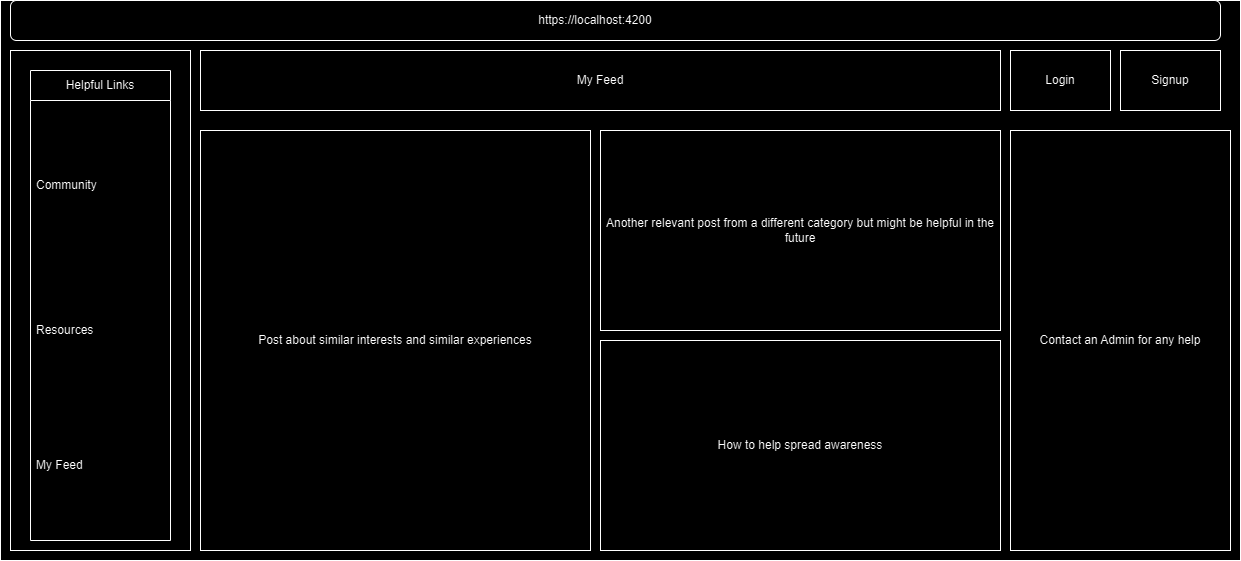 https://localhost:4200
Helpful Links
Community
Resources
My Feed
My Feed
Login
Signup
Post about similar interests and similar experiences
Another relevant post from a different category but might be helpful in the
future
How to help spread awareness
Contact an Admin for any help